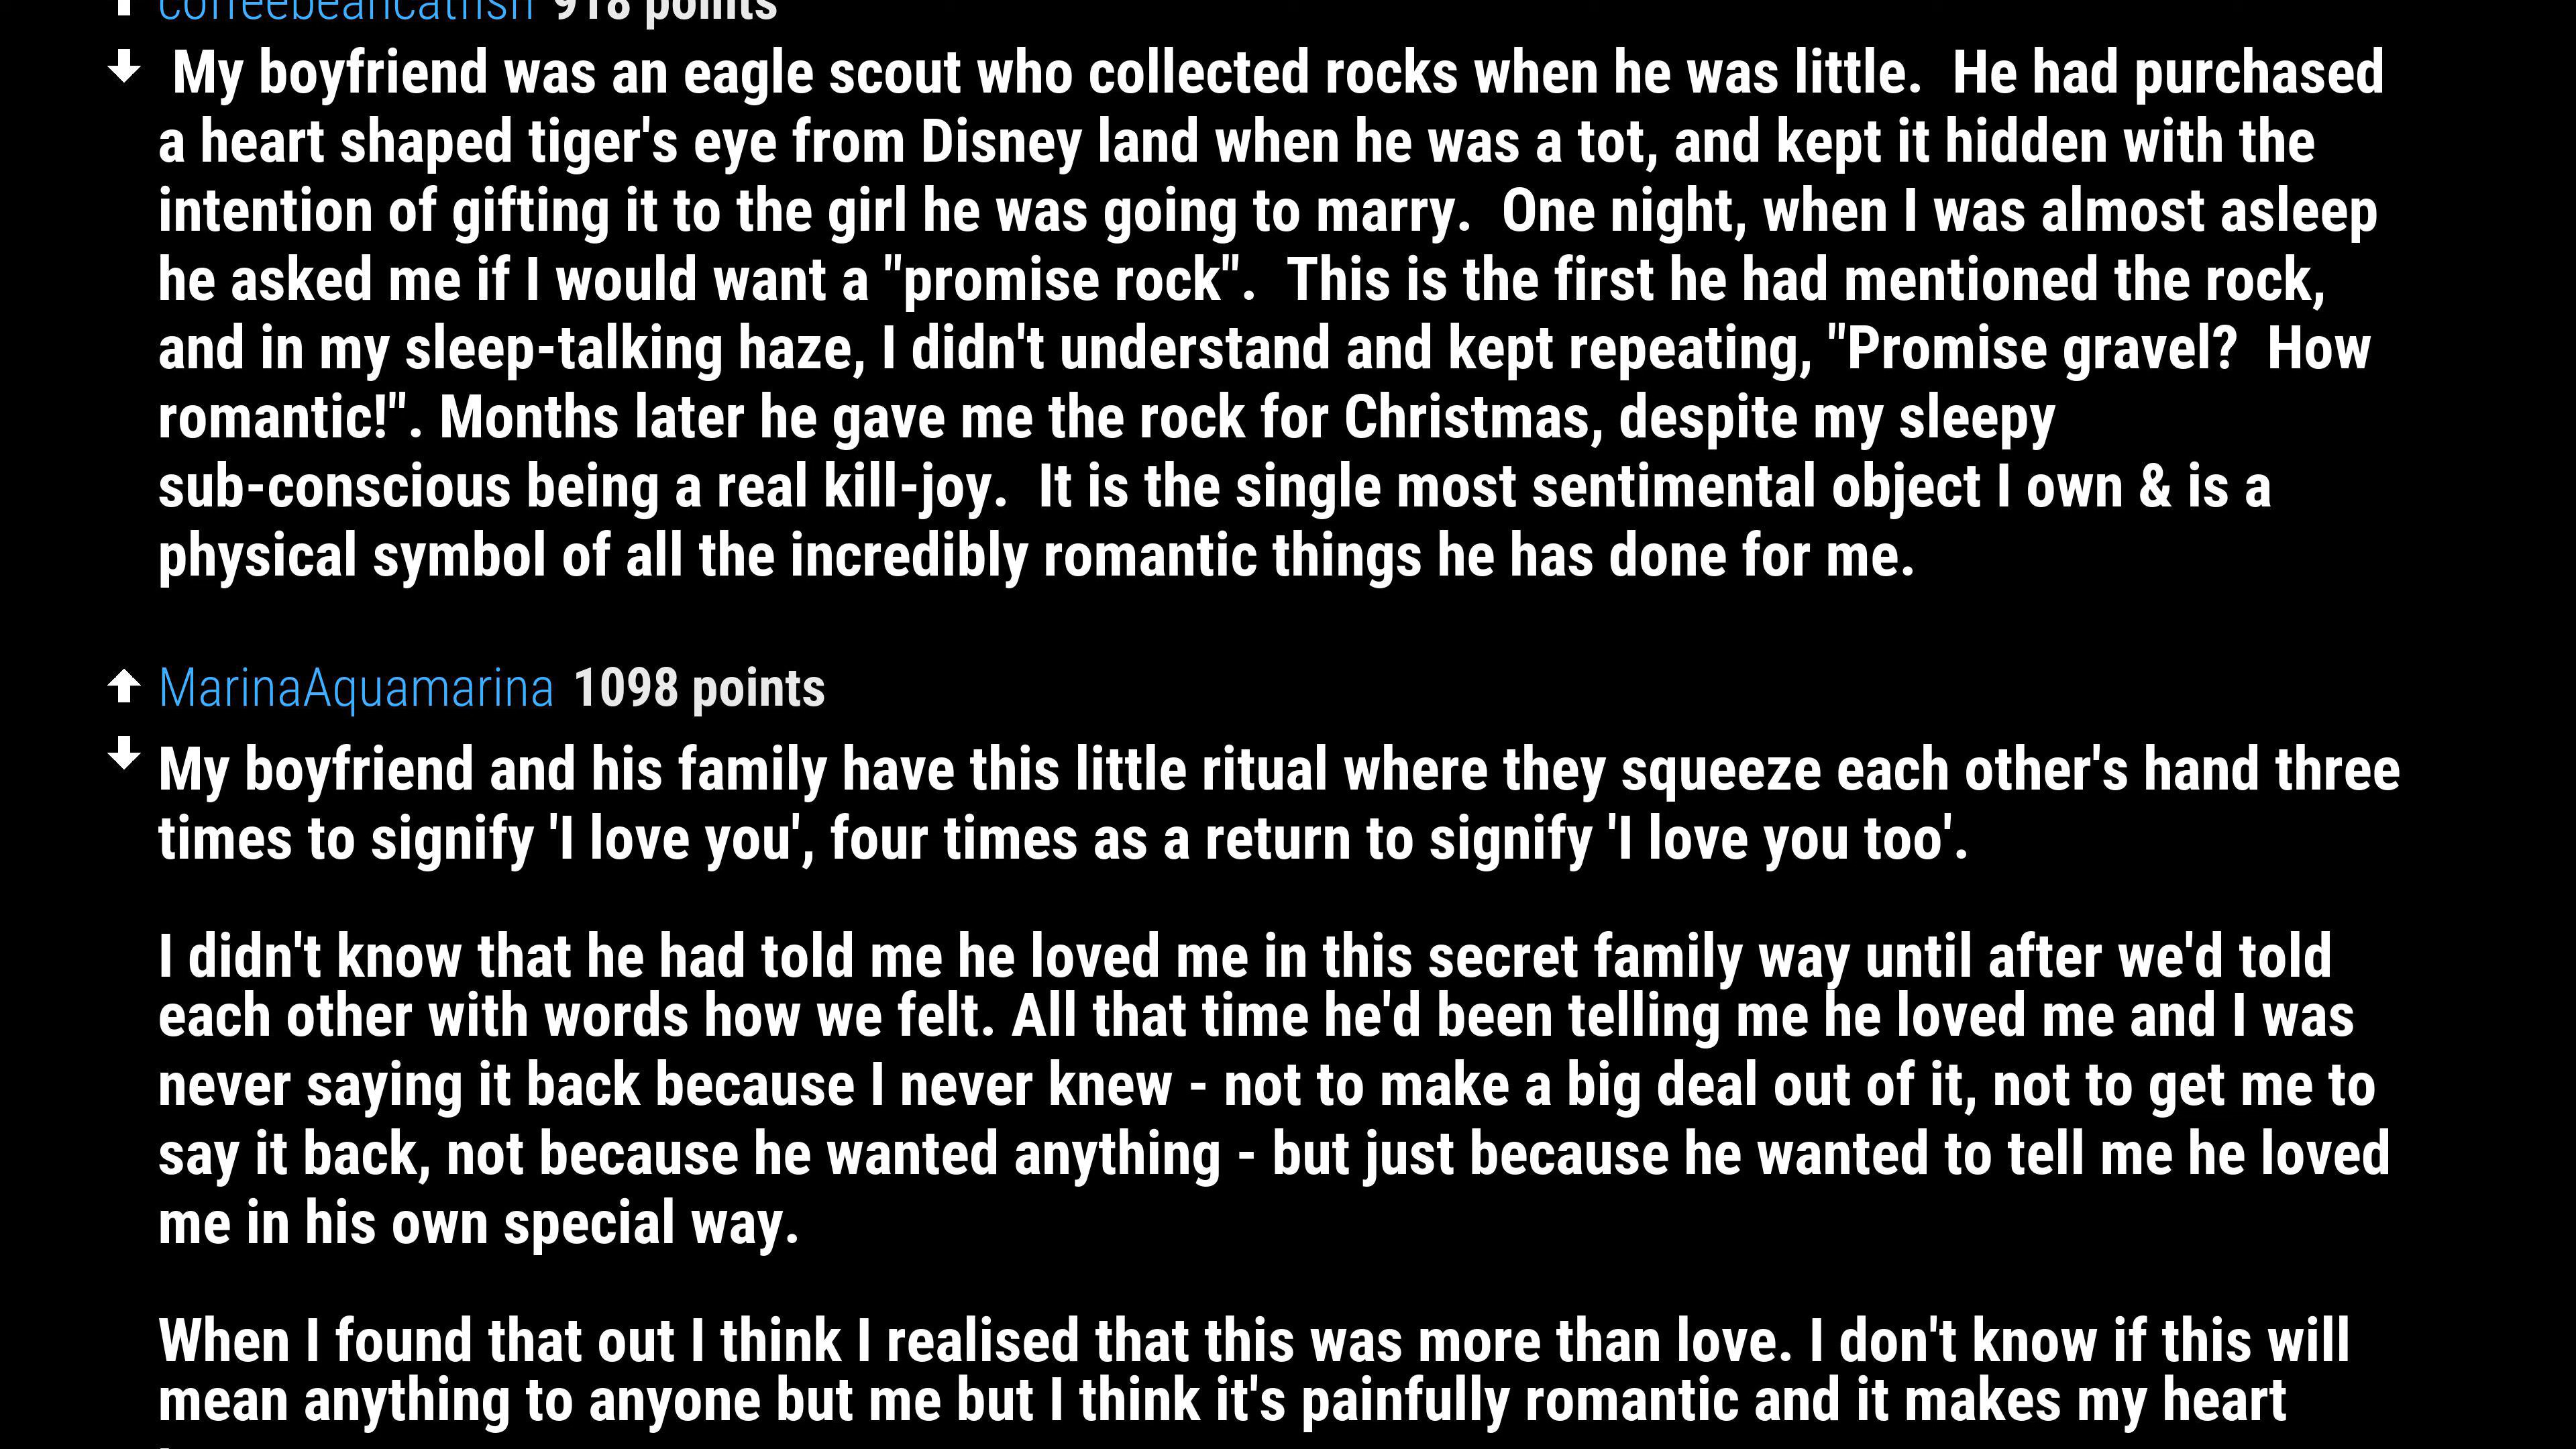 coffeebeancatfish 918 points
My boyfriend was an eagle scout who collected rocks when he was little.  He had purchased
a heart shaped tiger's eye from Disney land when he was a tot, and kept it hidden with the
intention of gifting it to the girl he was going to marry.  One night, when I was almost asleep
he asked me if I would want a "promise rock".  This is the first he had mentioned the rock,
and in my sleep-talking haze, I didn't understand and kept repeating, "Promise gravel?  How
romantic!". Months later he gave me the rock for Christmas, despite my sleepy
sub-conscious being a real kill-joy.  It is the single most sentimental object I own & is a
physical symbol of all the incredibly romantic things he has done for me.
MarinaAquamarina 1098 points
My boyfriend and his family have this little ritual where they squeeze each other's hand three
times to signify 'I love you', four times as a return to signify 'I love you too'.
I didn't know that he had told me he loved me in this secret family way until after we'd told
each other with words how we felt. All that time he'd been telling me he loved me and I was
never saying it back because I never knew - not to make a big deal out of it, not to get me to
say it back, not because he wanted anything - but just because he wanted to tell me he loved
me in his own special way.
When I found that out I think I realised that this was more than love. I don't know if this will
mean anything to anyone but me but I think it's painfully romantic and it makes my heart